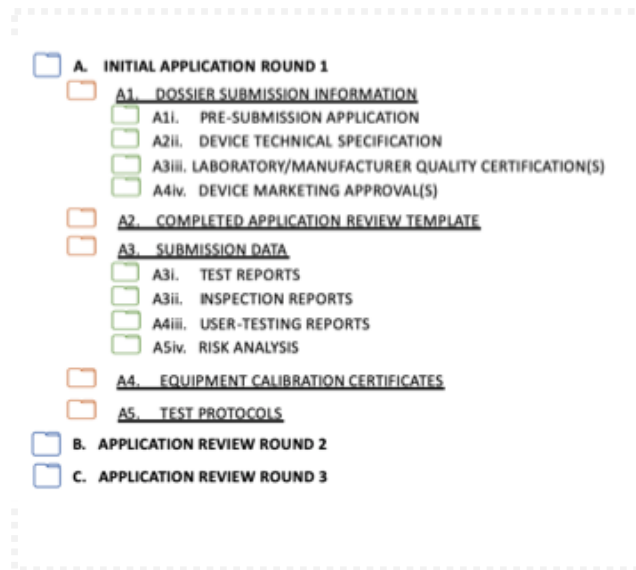 A. INITIAL APPLICATION ROUND 1
A1. DOSSIER SUBMISSION INFORMATION
A1i. PRE-SUBMISSION APPLICATION
A2ii. DEVICE TECHNICAL SPECIFICATION
A3iii. LABORATORY/MANUFACTURER QUALITY CERTIFICATION(S)
A4iv. DEVICE MARKETING APPROVAL(S)
A2. COMPLETED APPLICATION REVIEW TEMPLATE
A3. SUBMISSION DATA
A3i. TEST REPORTS
A3ii. INSPECTION REPORTS
A4iii. USER-TESTING REPORTS
A5iv. RISK ANALYSIS
A4. EQUIPMENT CALIBRATION CERTIFICATES
A5. TEST PROTOCOLS
B. APPLICATION REVIEW ROUND 2
C. APPLICATION REVIEW ROUND 3